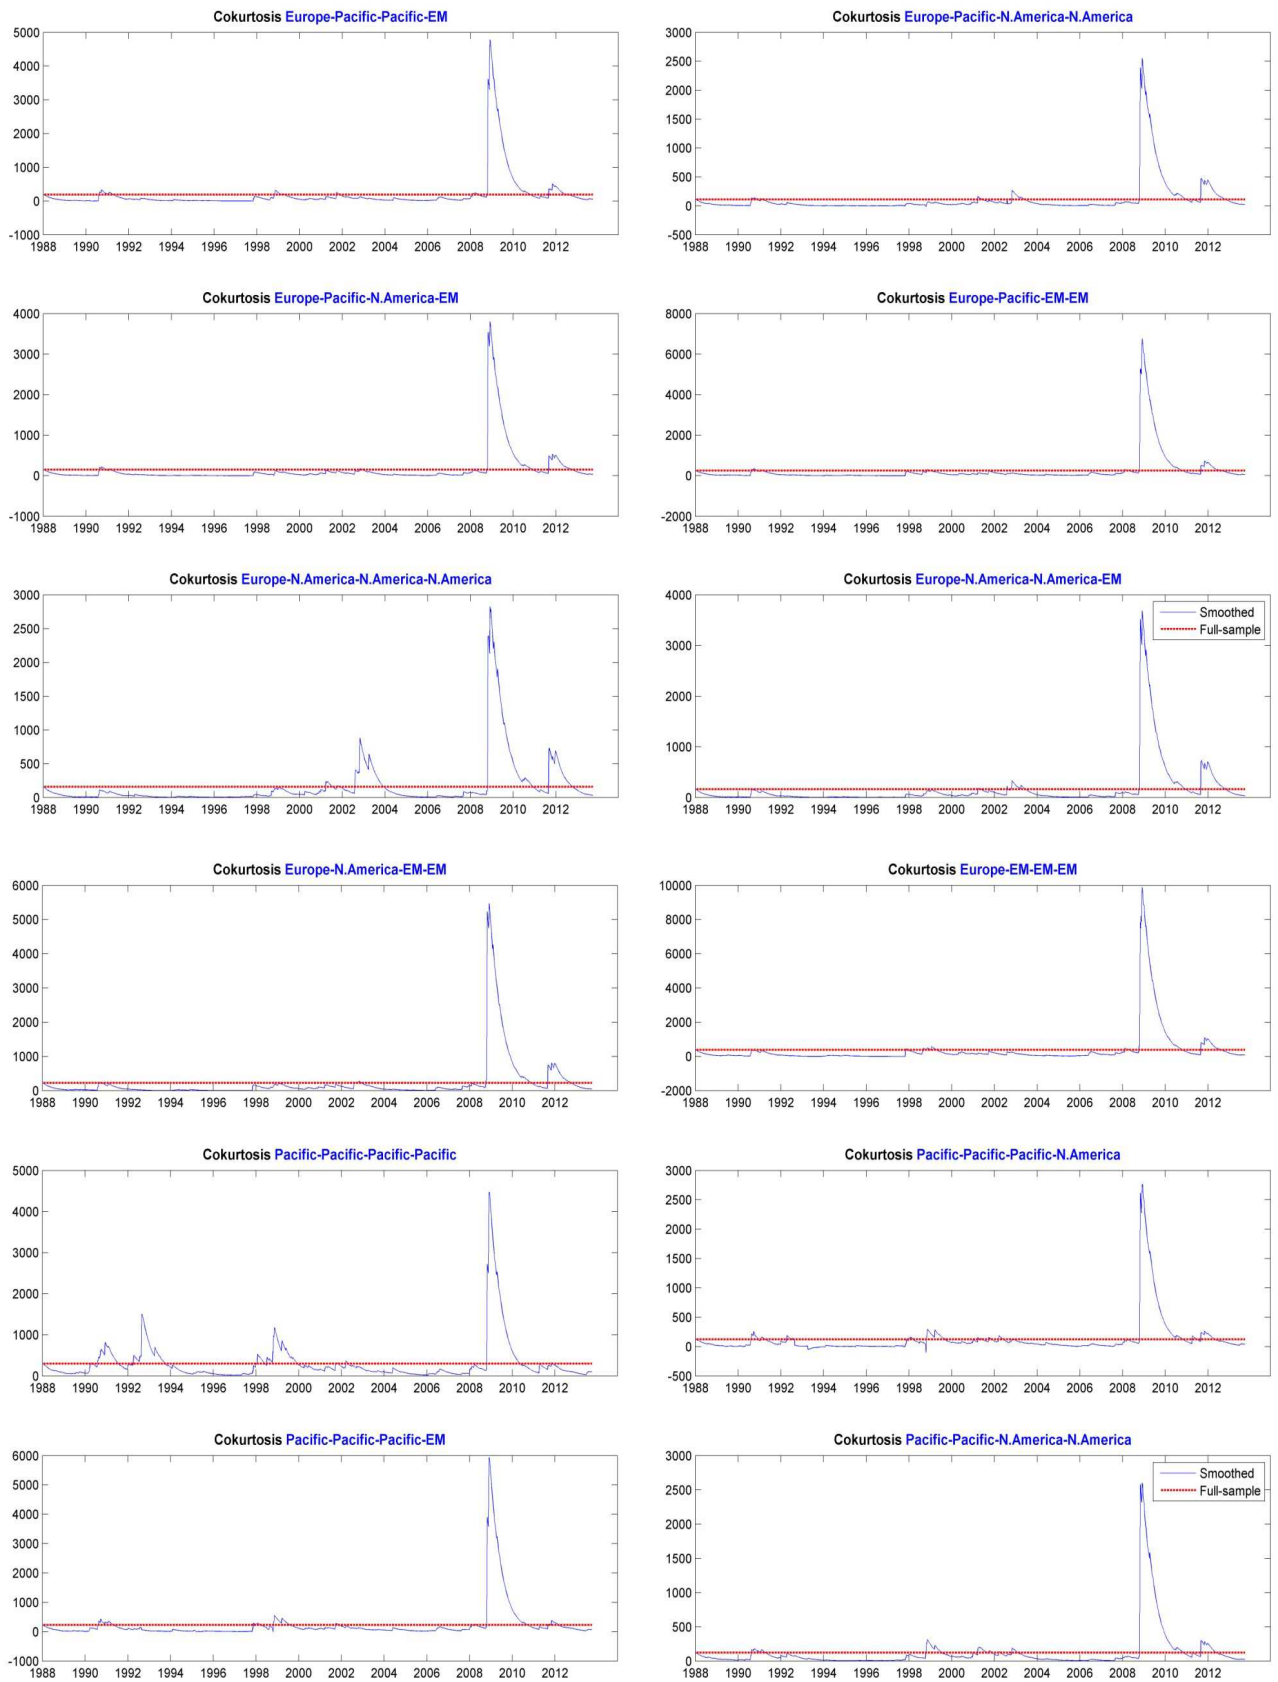 Cokurtosis Europe-Pacific-Pacific-EM
5000
4000
3000
2000
1000
0
-1000
1988 1990 1992 1994 1996 1998 2000 2002 2004 2006 2008 2010 2012
Cokurtosis Europe-Pacific-N.America-N.America
3000
2500
2000
1500
1000
500
0
-500
1988 1990 1992 1994 1996 1998 2000 2002 2004 2006 2008 2010 2012
Cokurtosis Europe-Pacific-N.America-EM
4000
3000
2000
1000
0
-1000
1988 1990 1992 1994 1996 1998 2000 2002 2004 2006 2008 2010 2012
Cokurtosis Europe-Pacific-EM-EM
8000
6000
4000
2000
0
-2000
1988 1990 1992 1994 1996 1998 2000 2002 2004 2006 2008 2010 2012
Cokurtosis Europe-N.America-N.America-N.America
3000
2500
2000
1500
1000
500
0
1988 1990 1992 1994 1996 1998 2000 2002 2004 2006 2008 2010 2012
Cokurtosis Europe-N.America-N.America-EM
4000
3000
2000
1000
0
Smoothed
Full-sample
1988 1990 1992 1994 1996 1998 2000 2002 2004 2006 2008 2010 2012
Cokurtosis Europe-N.America-EM-EM
6000
5000
4000
3000
2000
1000
0
1988 1990 1992 1994 1996 1998 2000 2002 2004 2006 2008 2010 2012
Cokurtosis Europe-EM-EM-EM
10000
8000
6000
4000
2000
0
-2000
1988 1990 1992 1994 1996 1998 2000 2002 2004 2006 2008 2010 2012
Cokurtosis Pacific-Pacific-Pacific-Pacific
5000
4000
3000
2000
1000
0
1988 1990 1992 1994 1996 1998 2000 2002 2004 2006 2008 2010 2012
Cokurtosis Pacific-Pacific-Pacific-N.America
3000
2500
2000
1500
1000
500
0
-500
1988 1990 1992 1994 1996 1998 2000 2002 2004 2006 2008 2010 2012
Cokurtosis Pacific-Pacific-Pacific-EM
6000
5000
4000
3000
2000
1000
0
-1000
1988 1990 1992 1994 1996 1998 2000 2002 2004 2006 2008 2010 2012
Cokurtosis Pacific-Pacific-N.America-N.America
3000
2500
2000
1500
1000
500
0
Smoothed
Full-sample
1988 1990 1992 1994 1996 1998 2000 2002 2004 2006 2008 2010 2012